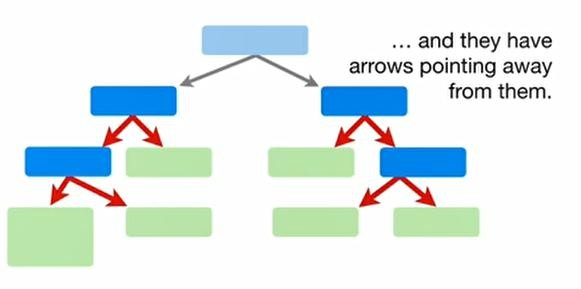 … and they have
arrows pointing away
from them.